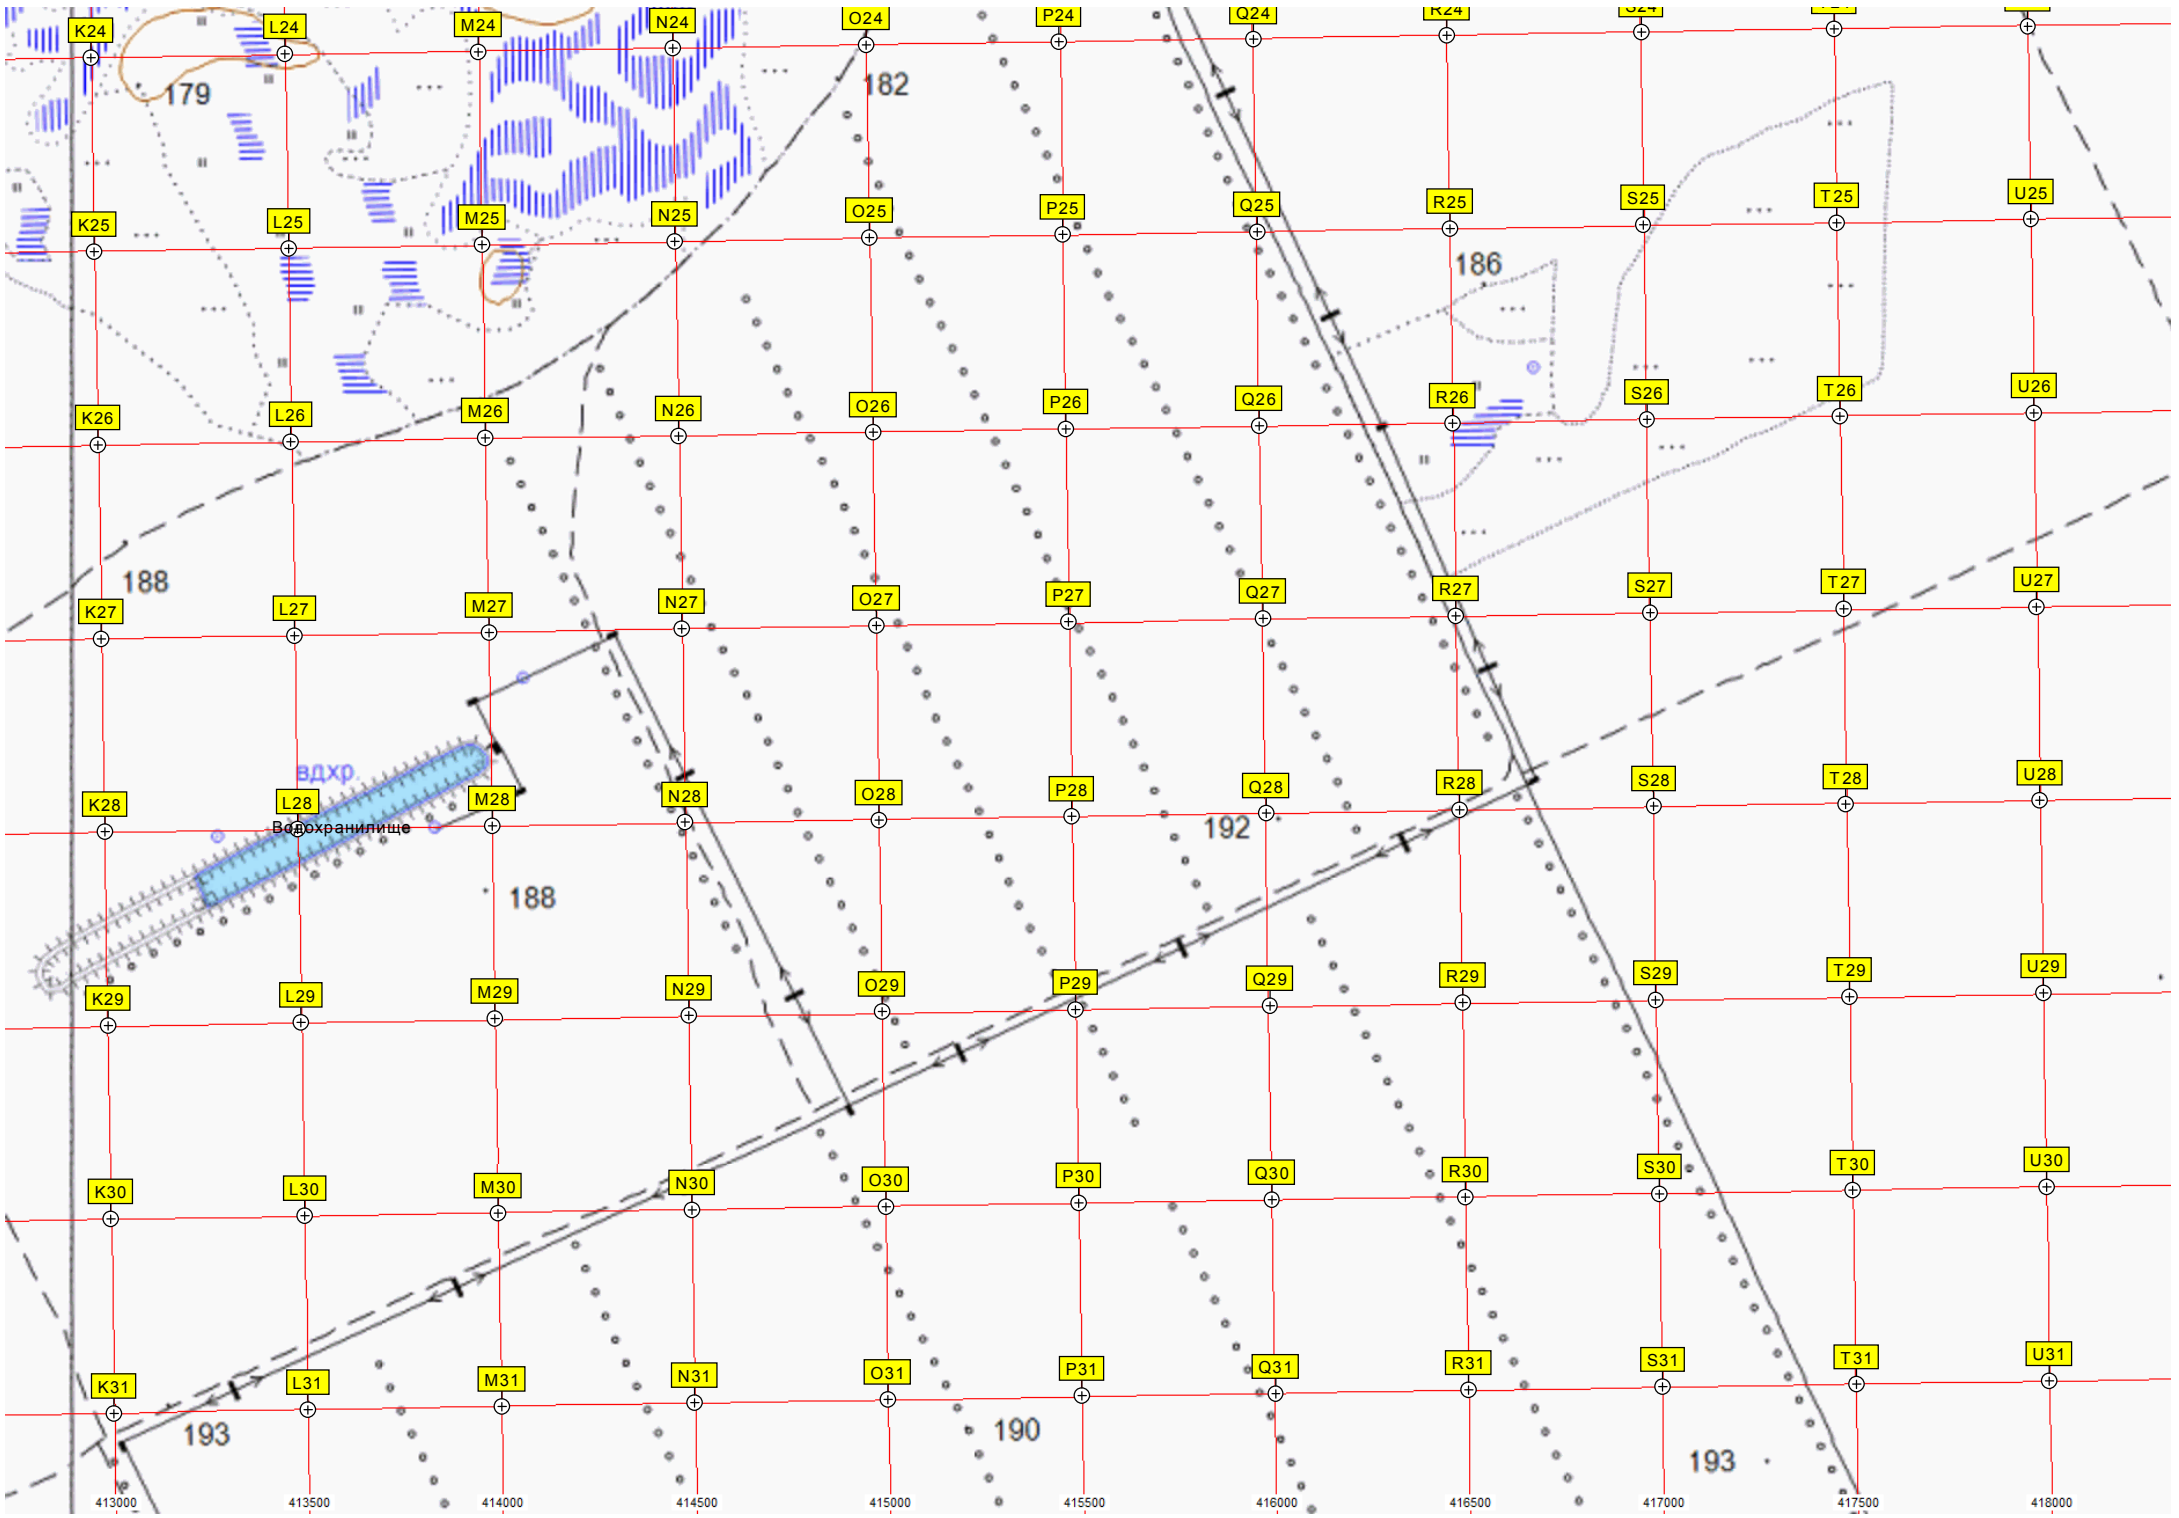 K24 L24 M24 N24 O24 P24 Q24 R24 S24
179 182
K25 L25 M25 N25 O25 P25 Q25 R25 S25 T25 U25
186
K26 L26 M26 N26 O26 P26 Q26 R26 S26 T26 U26
188
K27 L27 M27 N27 O27 P27 Q27 R27 S27 T27 U27
вдхр.
K28 L28 M28 N28 O28 P28 Q28 R28 S28 T28 U28
Водохранилище
192
188
K29 L29 M29 N29 O29 P29 Q29 R29 S29 T29 U29
K30 L30 M30 N30 O30 P30 Q30 R30 S30 T30 U30
K31 L31 M31 N31 O31 P31 Q31 R31 S31 T31 U31
193 190 193
413000 413500 414000 414500 415000 415500 416000 416500 417000 417500 418000